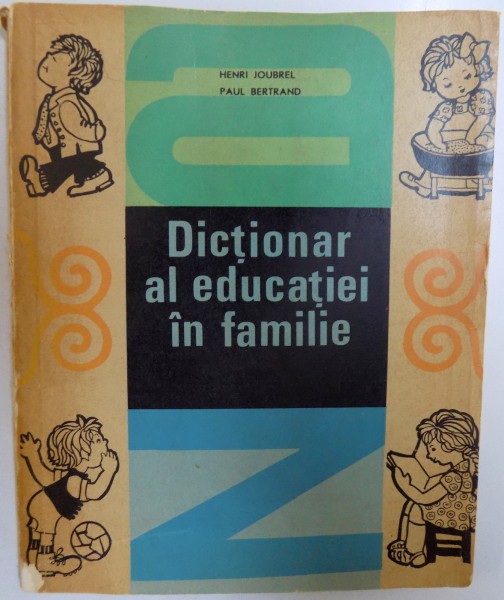 a
HENRI JOUBREL
PAUL BERTRAND
Dicționar
al educației
în familie
Z